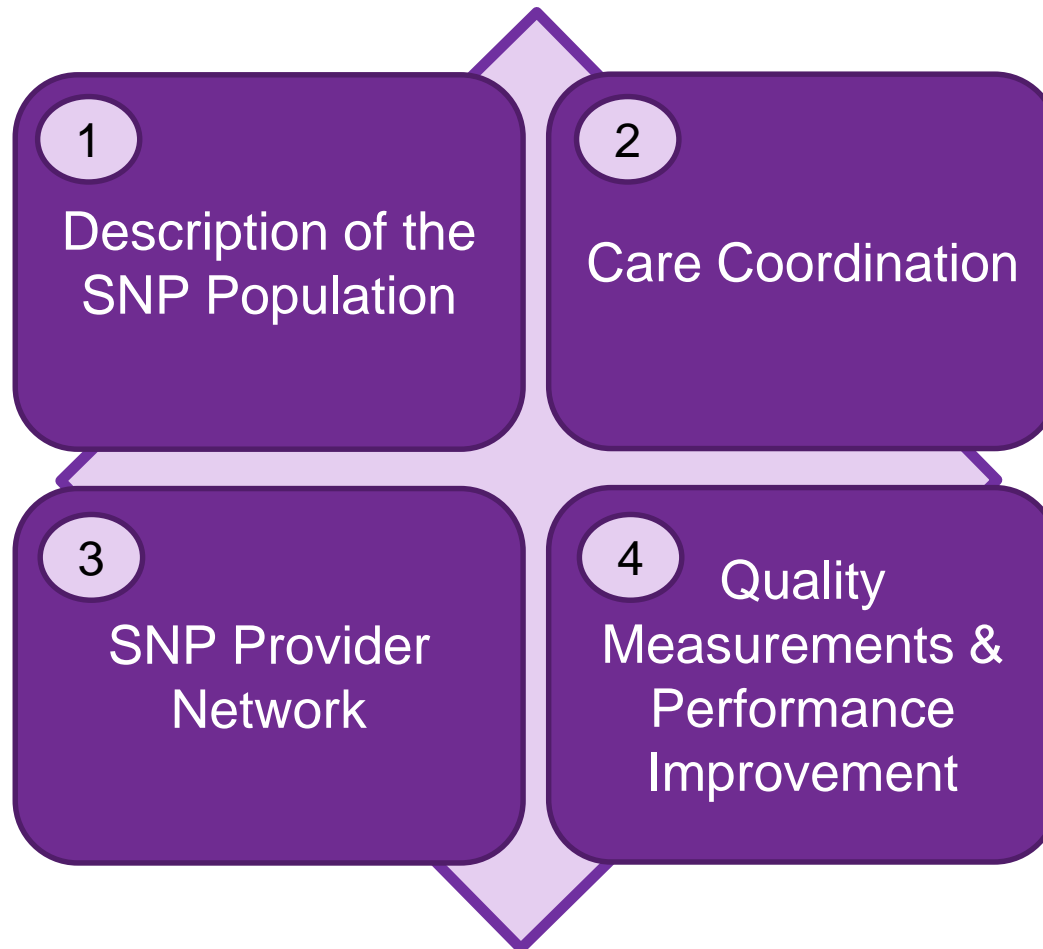 1
Description of the
SNP Population
2
Care Coordination
3
SNP Provider
Network
4
Quality
Measurements &
Performance
Improvement